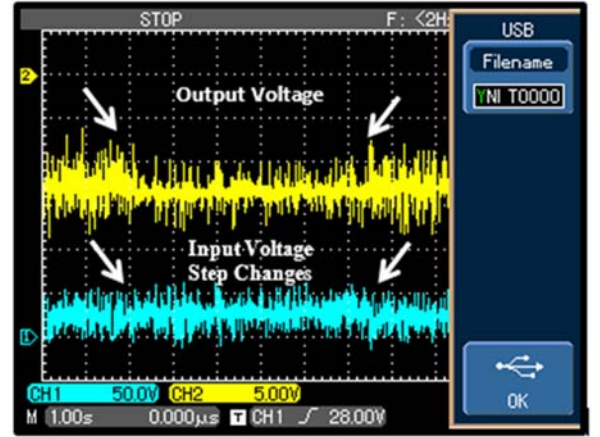 STOP F: <2H
USB
Filename
YNI T0000
2
Output Voltage
Input Voltage
Step Changes
1
CH1 50.0V CH2 5.00V
M 1.00s 0.000µs T CH1 28.00V
OK